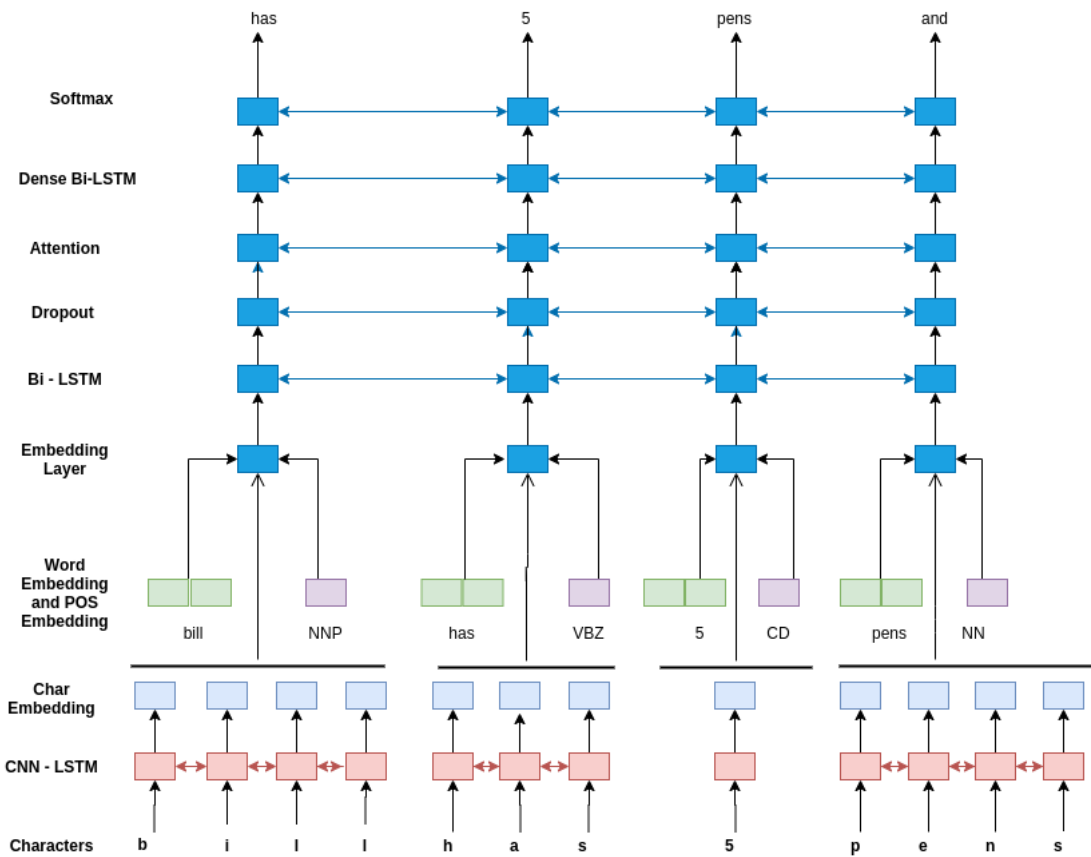 has 5 pens and
Softmax
Dense Bi-LSTM
Attention
Dropout
Bi - LSTM
Embedding
Layer
Word
Embedding
and POS
Embedding
bill NNP has VBZ 5 CD pens NN
Char
Embedding
CNN - LSTM
Characters b i l l h a s 5 p e n s